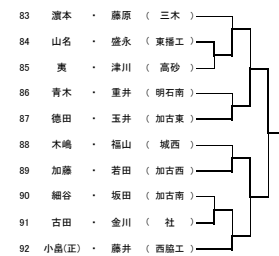 83 濵本 ・ 藤原 ( 三木 )
84 山名 ・ 盛永 ( 東播工 )
85 夷 ・ 津川 ( 高砂 )
86 青木 ・ 重井 ( 明石南 )
87 德田 ・ 玉井 ( 加古東 )
88 木嶋 ・ 福山 ( 城西 )
89 加藤 ・ 若田 ( 加古西 )
90 細谷 ・ 坂田 ( 加古南 )
91 古田 ・ 金川 ( 社 )
92 小畠(正) ・ 藤井 ( 西脇工 )